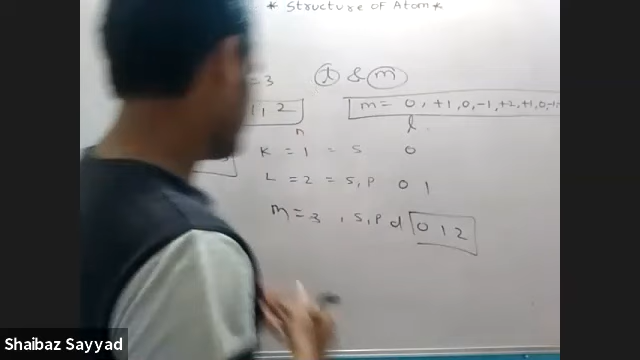 * Structure of Atom *
= 3 l & m
1, 2 m = 0, +1, 0, -1, +2, +1, 0, -1,
n l
K = 1 = S 0
L = 2 = S, P 0 1
M = 3 , S, P d 0 1 2
Shaibaz Sayyad